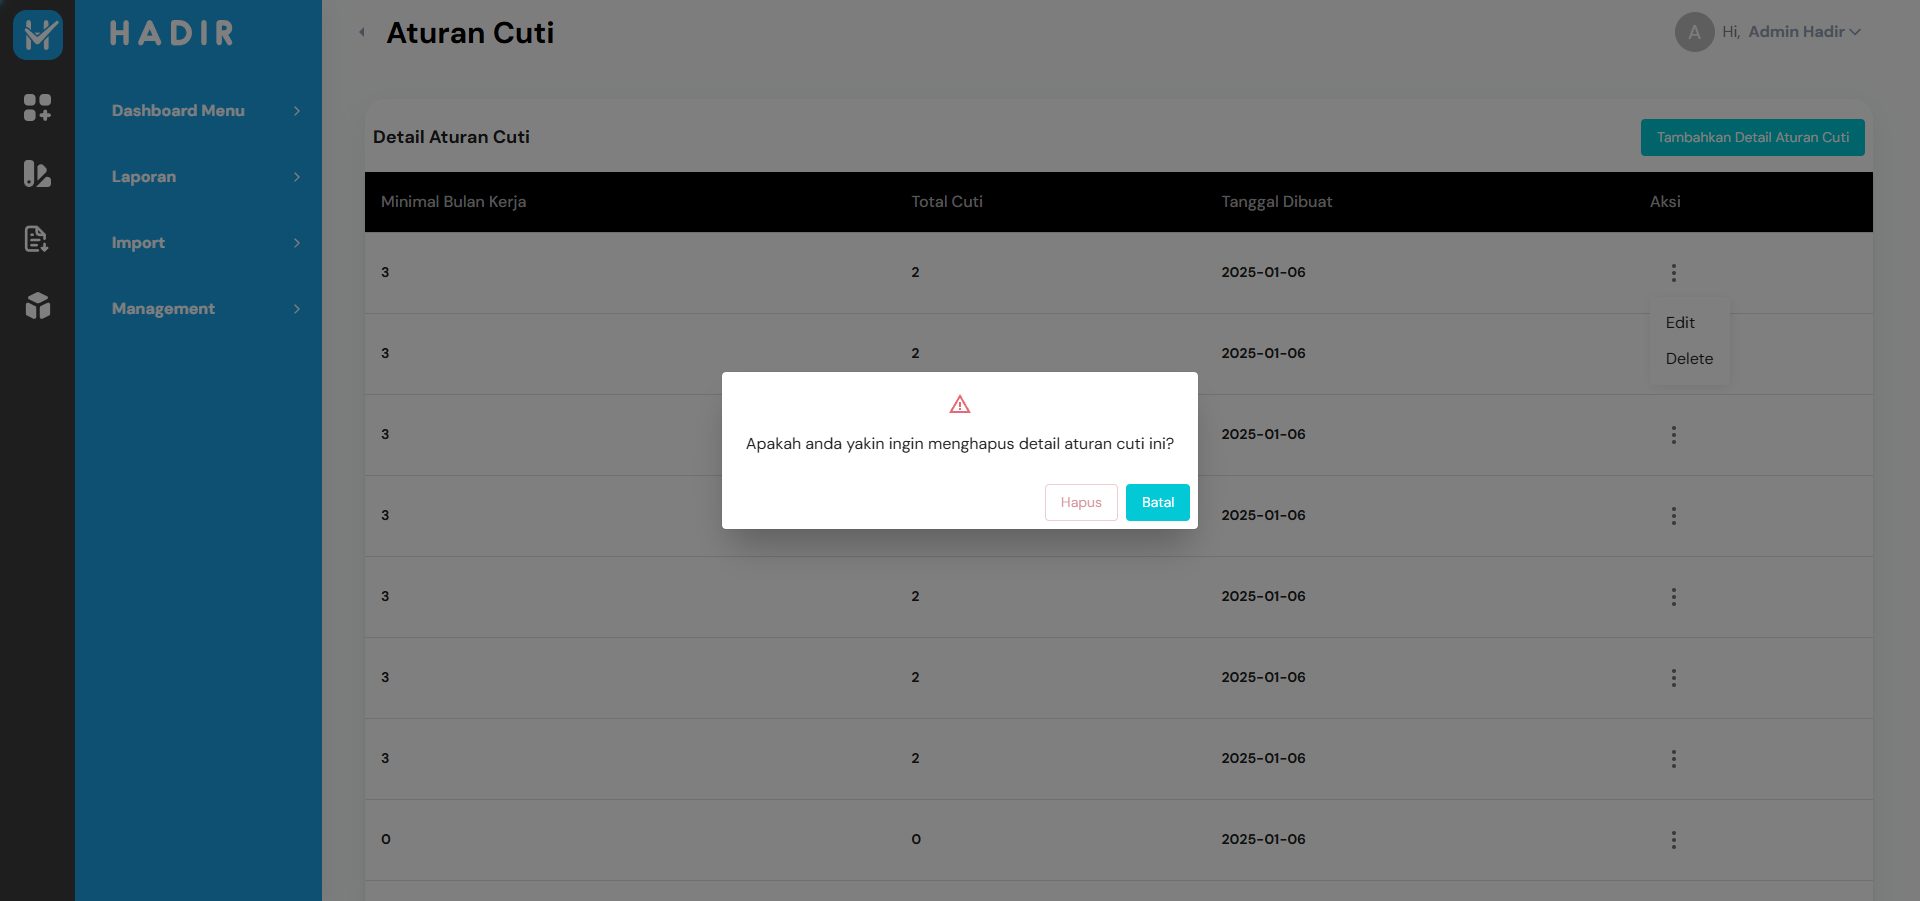 HADIR
Aturan Cuti
A
Hi, Admin Hadir
Dashboard Menu
Laporan
Import
Management
Detail Aturan Cuti
Tambahkan Detail Aturan Cuti
Minimal Bulan Kerja Total Cuti Tanggal Dibuat Aksi
3 2 2025-01-06
Edit
3 2 2025-01-06
Delete
3 2025-01-06
Apakah anda yakin ingin menghapus detail aturan cuti ini?
Hapus Batal
3 2025-01-06
3 2 2025-01-06
3 2 2025-01-06
3 2 2025-01-06
0 0 2025-01-06